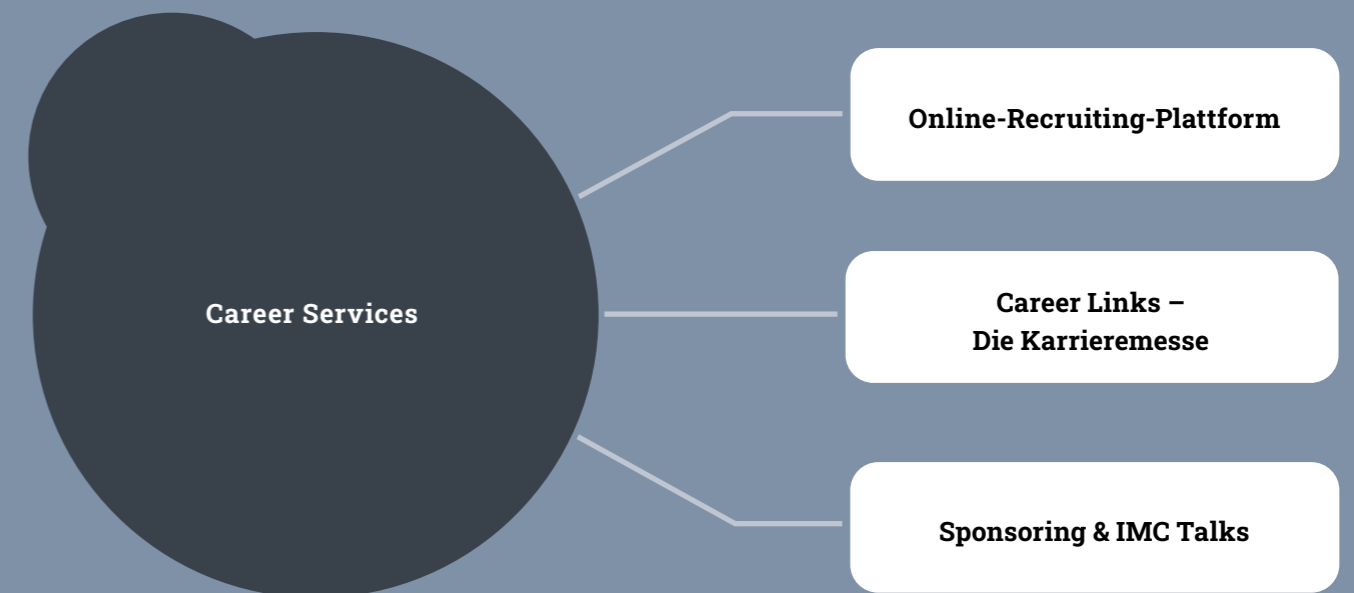 Career Services
Online-Recruiting-Plattform
Career Links –
Die Karrieremesse
Sponsoring & IMC Talks